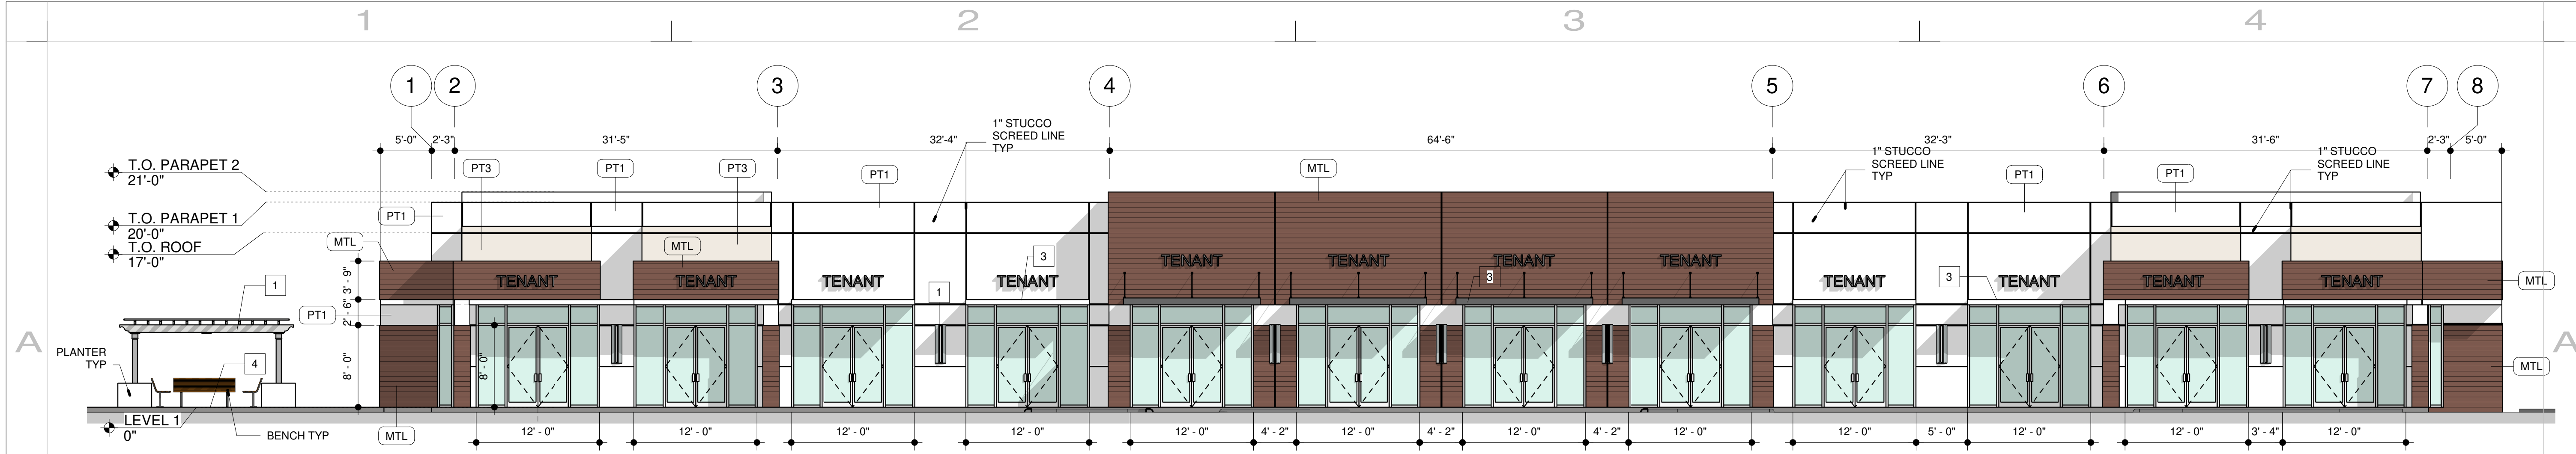 1 2 3 4
1 2 3 4 5 6 7 8
5'-0" 2'-3" 31'-5" 32'-4" 64'-6" 32'-3" 31'-6" 2'-3" 5'-0"
1" STUCCO
SCREED LINE
TYP
1" STUCCO
SCREED LINE
TYP
1" STUCCO
SCREED LINE
TYP
T.O. PARAPET 2
21'-0"
T.O. PARAPET 1
20'-0"
T.O. ROOF
17'-0"
PT3 PT1 PT3 PT1 MTL PT1 PT1
PT1
MTL MTL
3 3 3
TENANT TENANT TENANT TENANT TENANT TENANT TENANT TENANT TENANT TENANT TENANT TENANT
MTL
3' - 9"
2' - 6"
8' - 0"
8' - 0"
1 1
PT1
A A
PLANTER
TYP
4
MTL
LEVEL 1
0"
BENCH TYP
MTL
12' - 0" 12' - 0" 12' - 0" 12' - 0" 12' - 0" 4' - 2" 12' - 0" 4' - 2" 12' - 0" 4' - 2" 12' - 0" 12' - 0" 5' - 0" 12' - 0" 12' - 0" 3' - 4" 12' - 0"